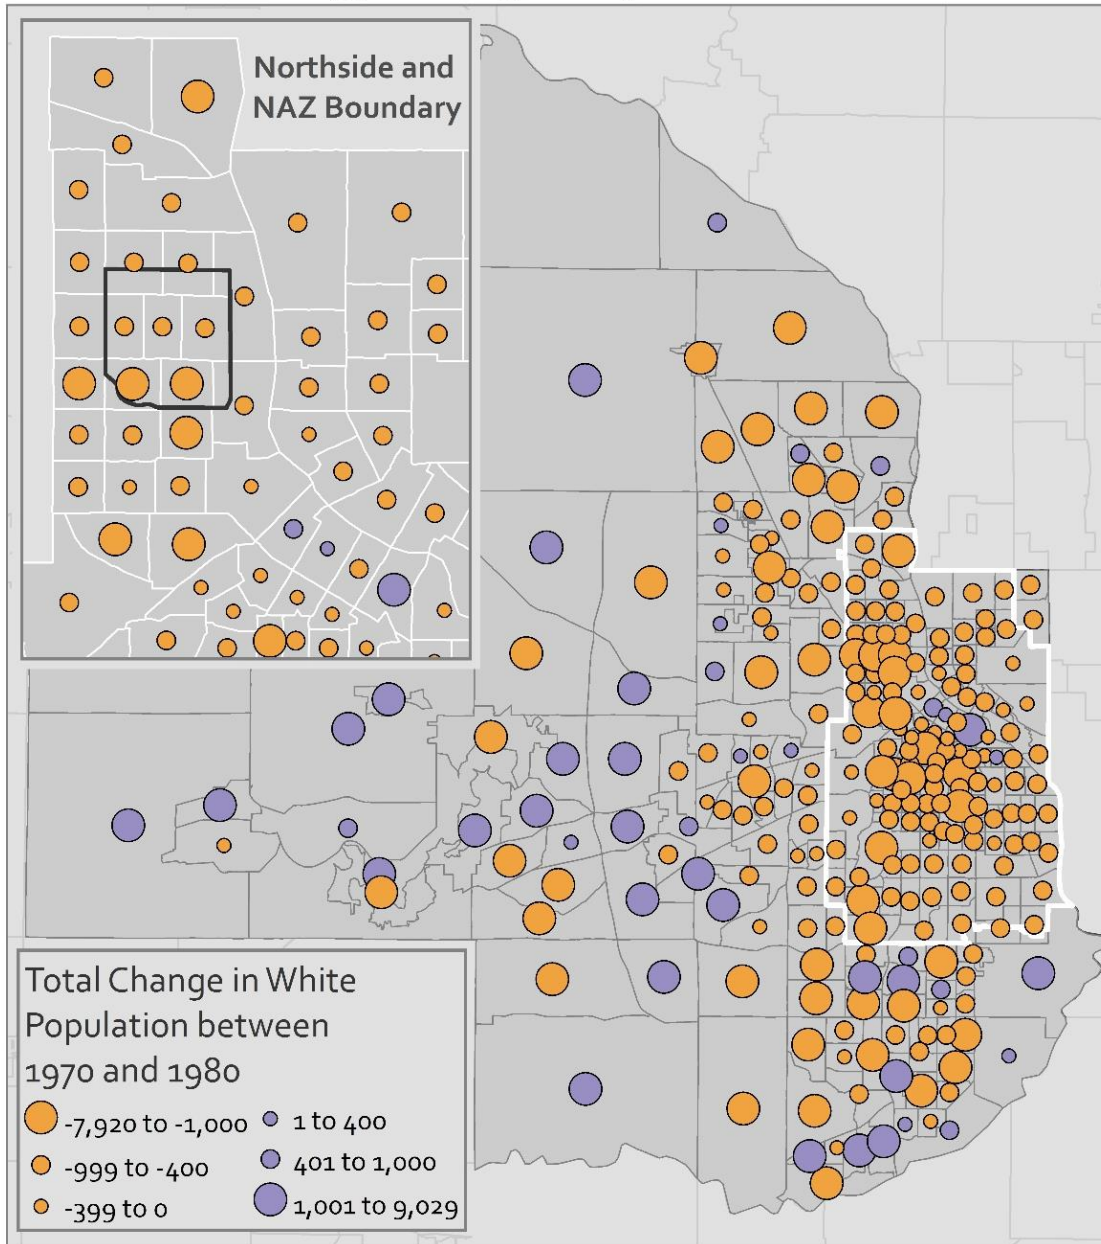 Northside and
NAZ Boundary
Total Change in White
Population between
1970 and 1980
-7,920 to -1,000
1 to 400
-999 to -400
401 to 1,000
-399 to 0
1,001 to 9,029